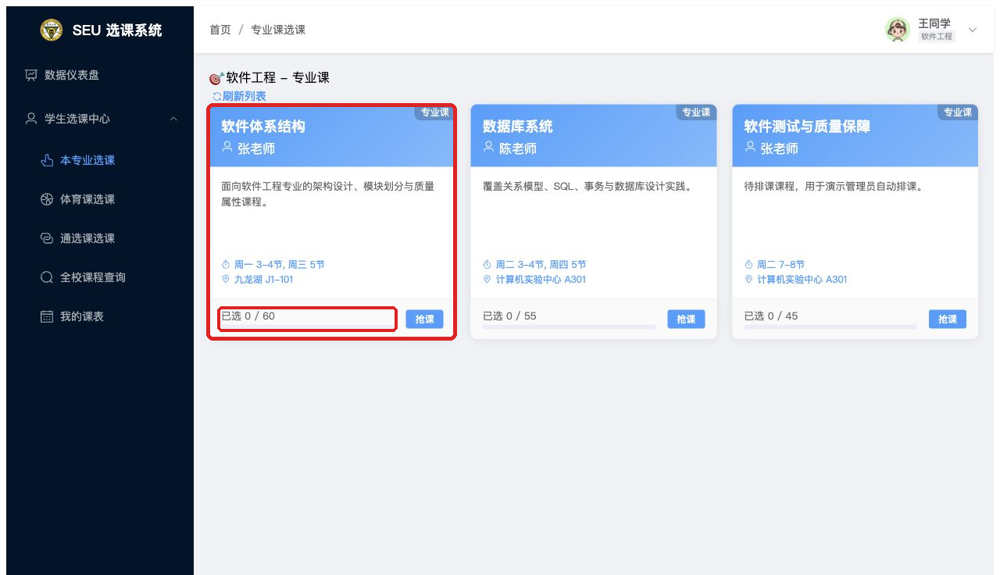 SEU 选课系统
数据仪表盘
学生选课中心
本专业选课
体育课选课
通选课选课
全校课程查询
我的课表
首页 / 专业课选课
王同学
软件工程
软件工程 – 专业课
刷新列表
专业课
软件体系结构
张老师
面向软件工程专业的架构设计、模块划分与质量
属性课程。
周一 3–4节, 周三 5节
九龙湖 J1–101
已选 0 / 60
抢课
专业课
数据库系统
陈老师
覆盖关系模型、SQL、事务与数据库设计实践。
周二 3–4节, 周四 5节
计算机实验中心 A301
已选 0 / 55
抢课
专业课
软件测试与质量保障
张老师
待排课课程，用于演示管理员自动排课。
周二 7–8节
计算机实验中心 A301
已选 0 / 45
抢课